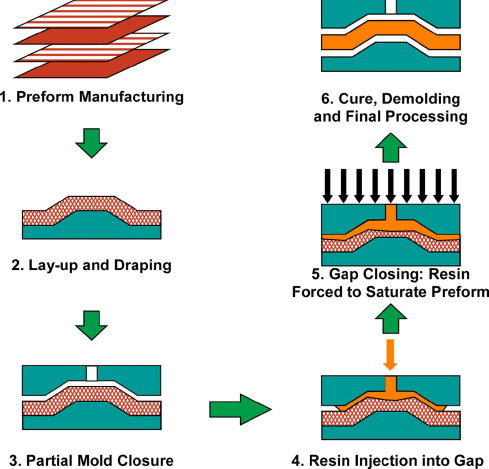 1. Preform Manufacturing
2. Lay-up and Draping
3. Partial Mold Closure
4. Resin Injection into Gap
5. Gap Closing: Resin
Forced to Saturate Preform
6. Cure, Demolding
and Final Processing